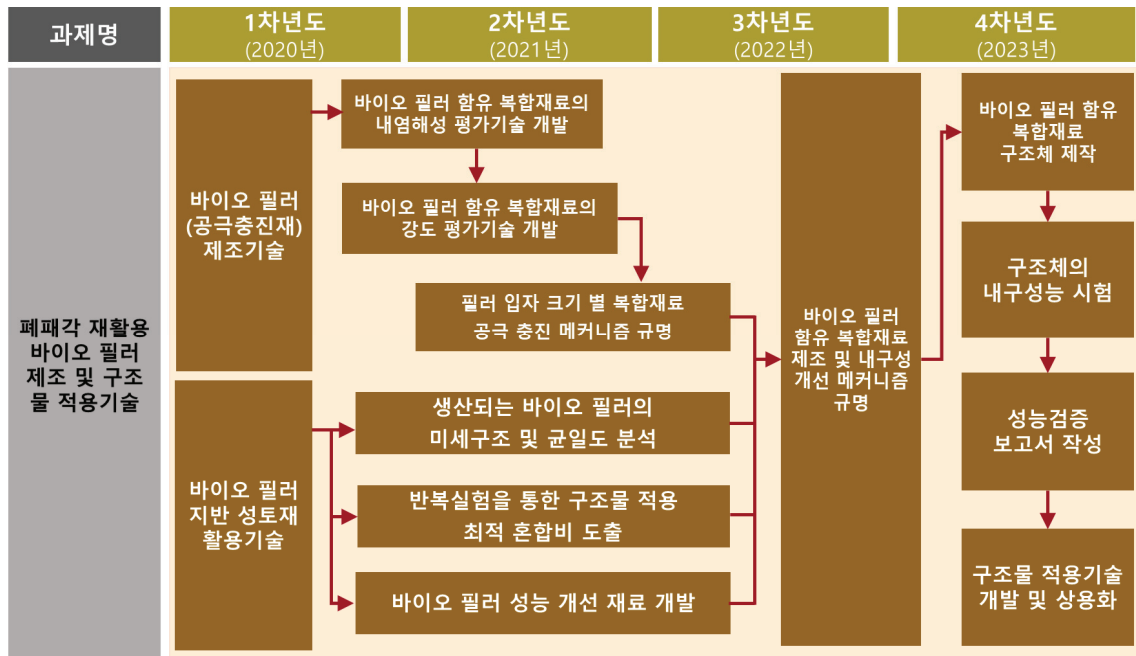 과제명
1차년도
(2020년)
2차년도
(2021년)
3차년도
(2022년)
4차년도
(2023년)
폐패각 재활용
바이오 필러
제조 및 구조
물 적용기술
바이오 필러
(공극충진재)
제조기술
바이오 필러
지반 성토재
활용기술
바이오 필러 함유 복합재료의
내염해성 평가기술 개발
바이오 필러 함유 복합재료의
강도 평가기술 개발
필러 입자 크기 별 복합재료
공극 충진 메커니즘 규명
생산되는 바이오 필러의
미세구조 및 균일도 분석
반복실험을 통한 구조물 적용
최적 혼합비 도출
바이오 필러 성능 개선 재료 개발
바이오 필러
함유 복합재료
제조 및 내구성
개선 메커니즘
규명
바이오 필러 함유
복합재료
구조체 제작
구조체의
내구성능 시험
성능검증
보고서 작성
구조물 적용기술
개발 및 상용화